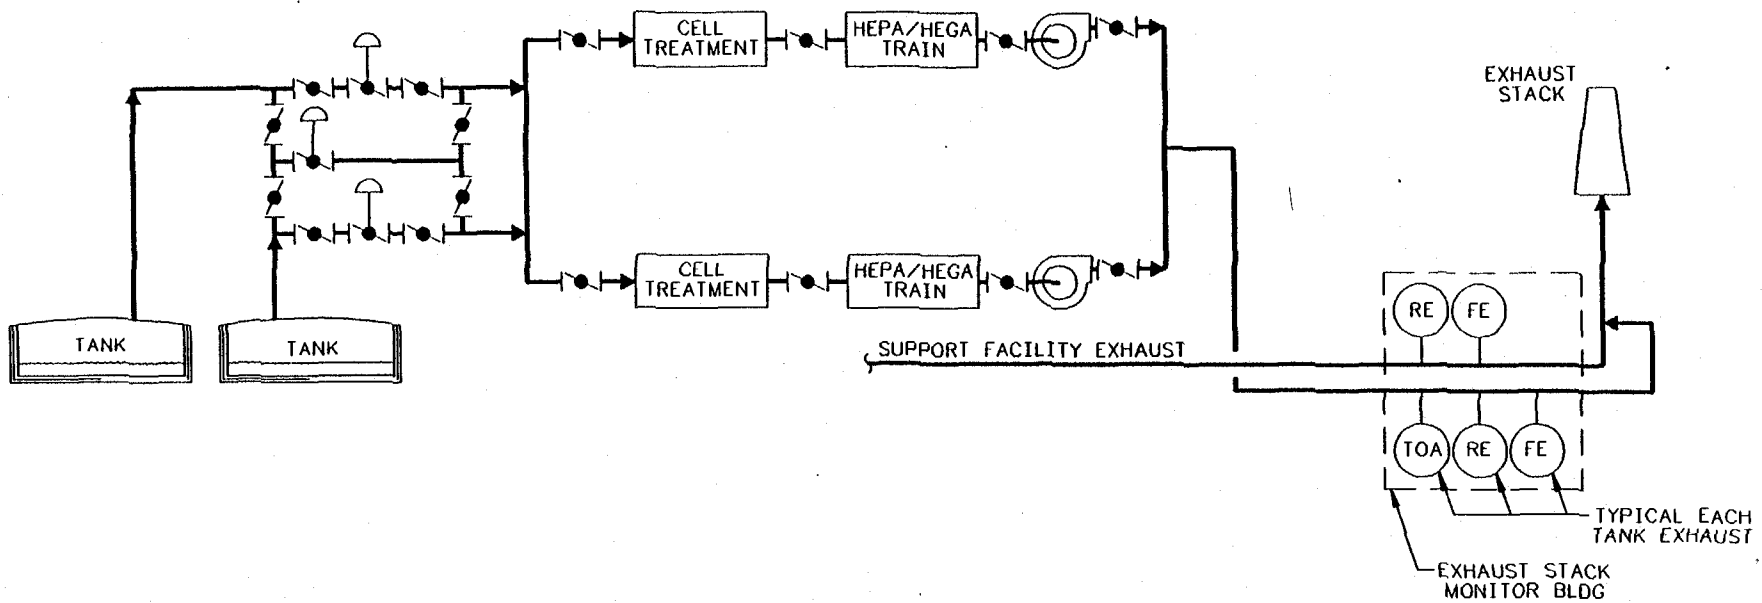 CELL
TREATMENT
HEPA/HEGA
TRAIN
EXHAUST
STACK
TANK
TANK
CELL
TREATMENT
HEPA/HEGA
TRAIN
RE
FE
SUPPORT FACILITY EXHAUST
TOA
RE
FE
TYPICAL EACH
TANK EXHAUST
EXHAUST STACK
MONITOR BLDG